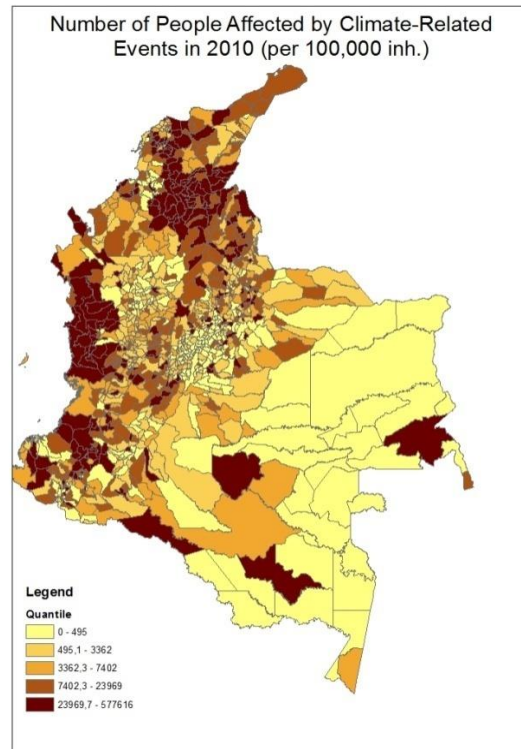 Number of People Affected by Climate-Related
Events in 2010 (per 100,000 inh.)
Legend
Quantile
0 - 495
495,1 - 3362
3362,3 - 7402
7402,3 - 23969
23969,7 - 577616